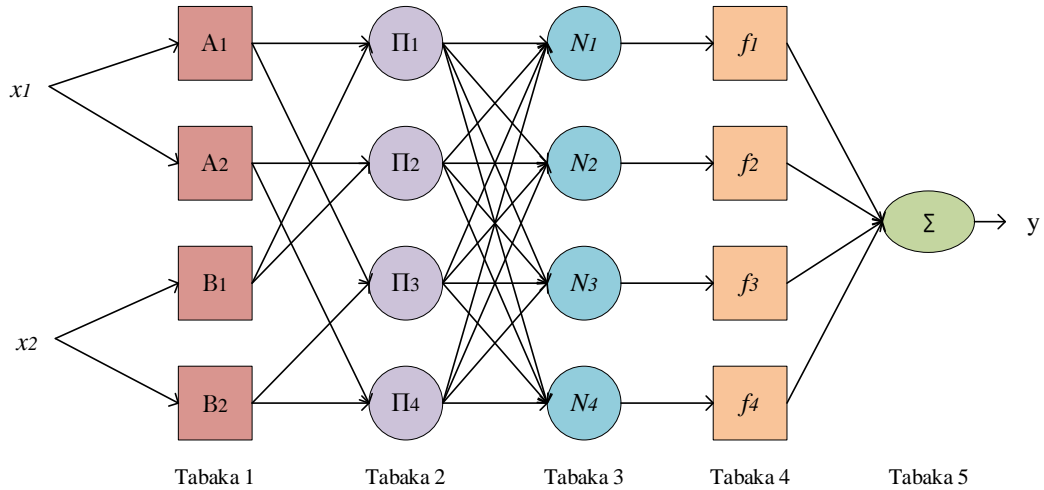 A1 Π1 N1 f1
x1
A2 Π2 N2 f2
Σ y
B1 Π3 N3 f3
x2
B2 Π4 N4 f4
Tabaka 1 Tabaka 2 Tabaka 3 Tabaka 4 Tabaka 5